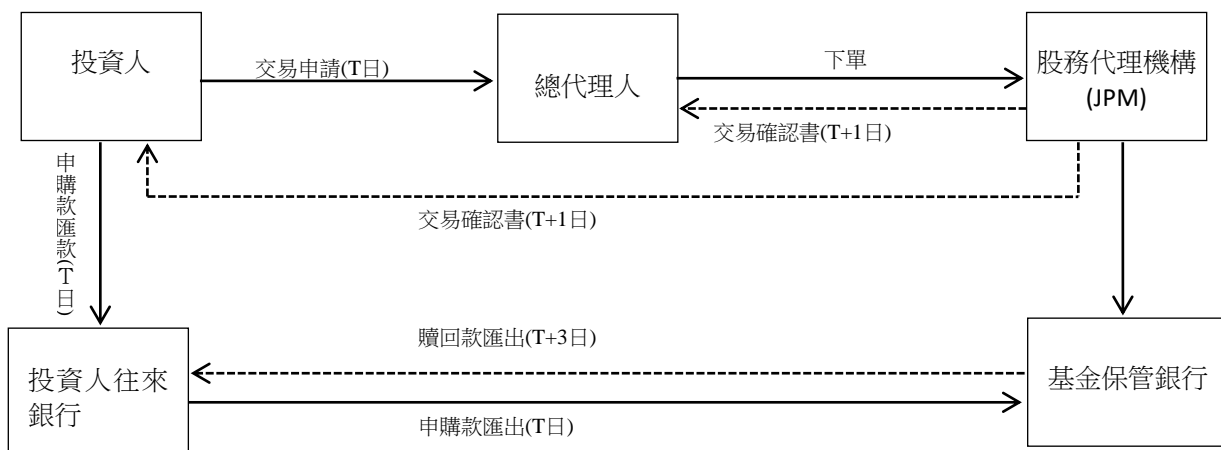 投資人
交易申請(T日)
總代理人
下單
股務代理機構
(JPM)
交易確認書(T+1日)
申購款匯款(T日)
交易確認書(T+1日)
贖回款匯出(T+3日)
投資人往來
銀行
基金保管銀行
申購款匯出(T日)